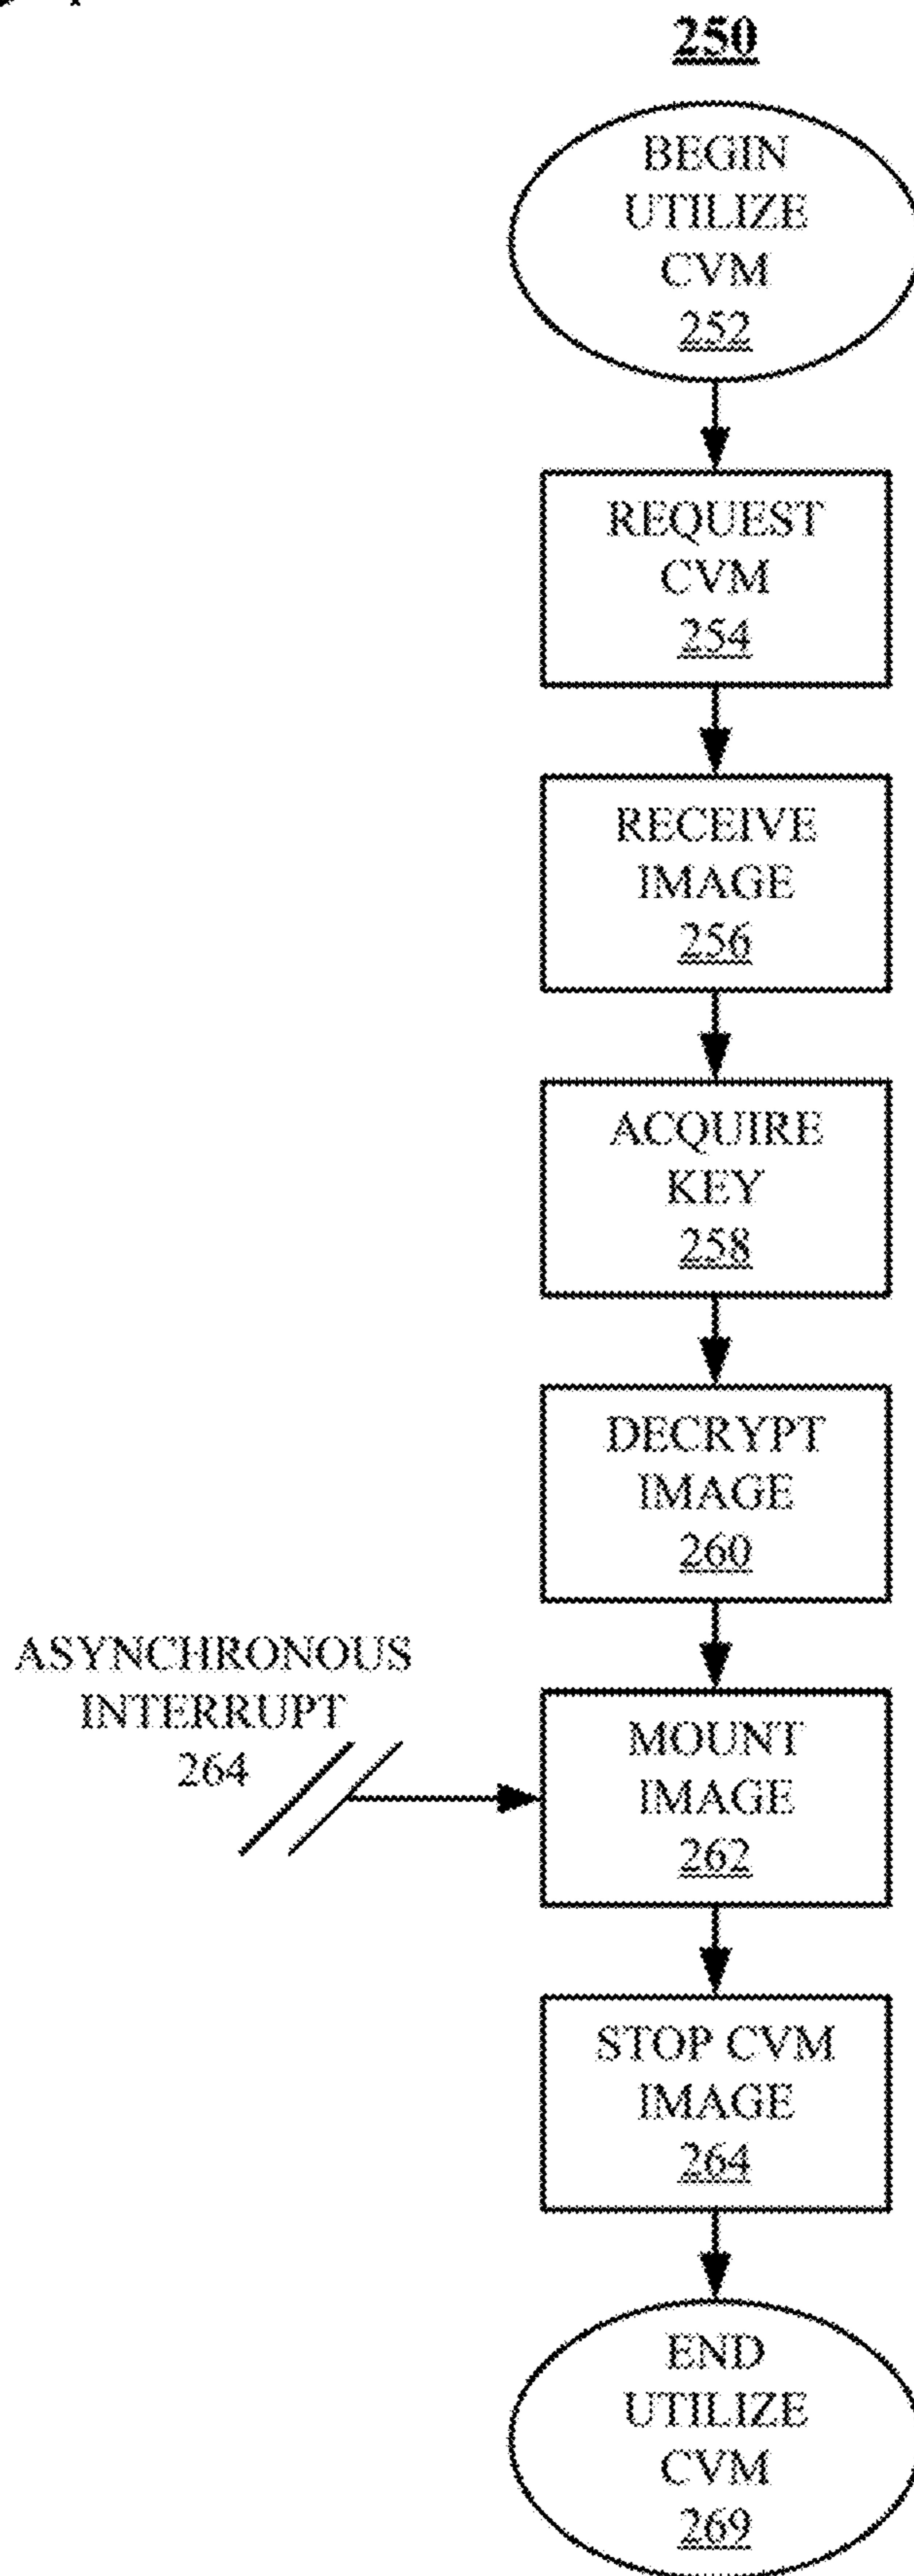 250
BEGIN
UTILIZE
CVM
252
REQUEST
CVM
254
RECEIVE
IMAGE
256
ACQUIRE
KEY
258
DECRYPT
IMAGE
260
ASYNCHRONOUS
INTERRUPT
264
MOUNT
IMAGE
262
STOP CVM
IMAGE
264
END
UTILIZE
CVM
269